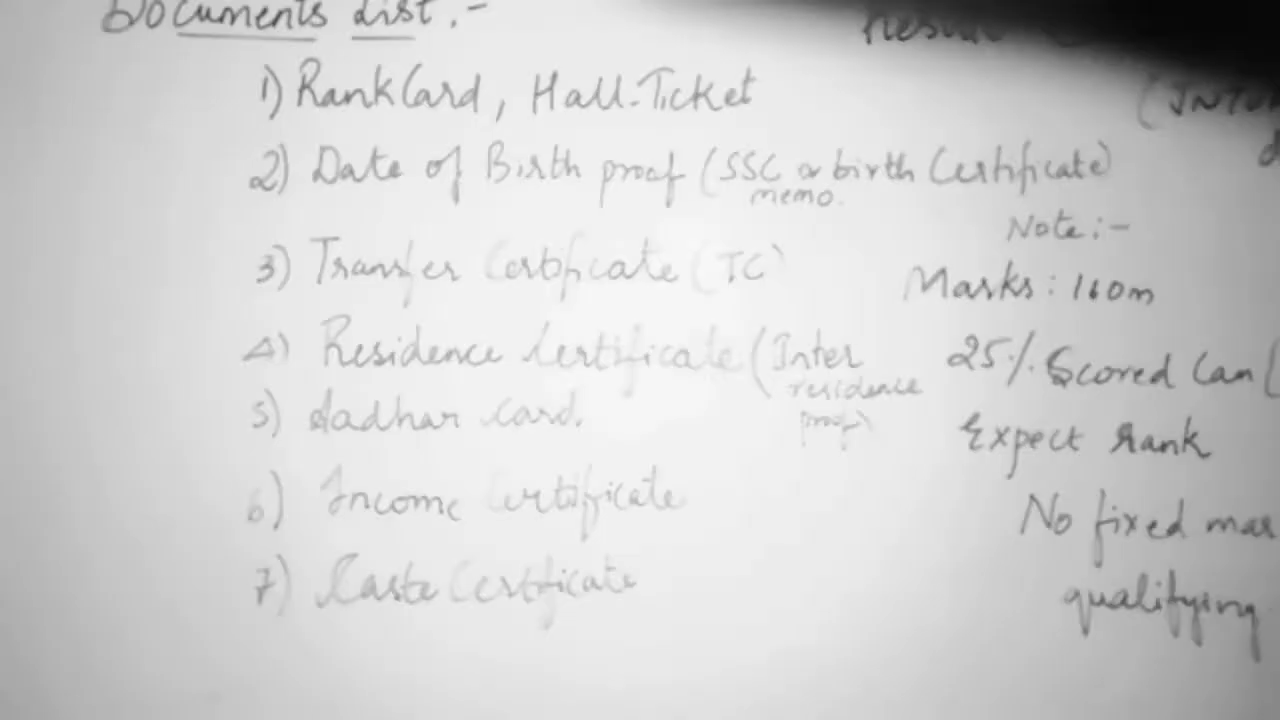 Documents List :-
1) Rank Card, Hall-Ticket
2) Date of Birth proof (SSC or birth Certificate)
memo.
3) Transfer Certificate (TC)
4) Residence Certificate (Inter
residence
proof)
5) Aadhar Card.
6) Income Certificate
7) Caste Certificate
(JNTU
Note :-
Marks : 160m
25% Scored Can (
Expect Rank
No fixed
qualifying